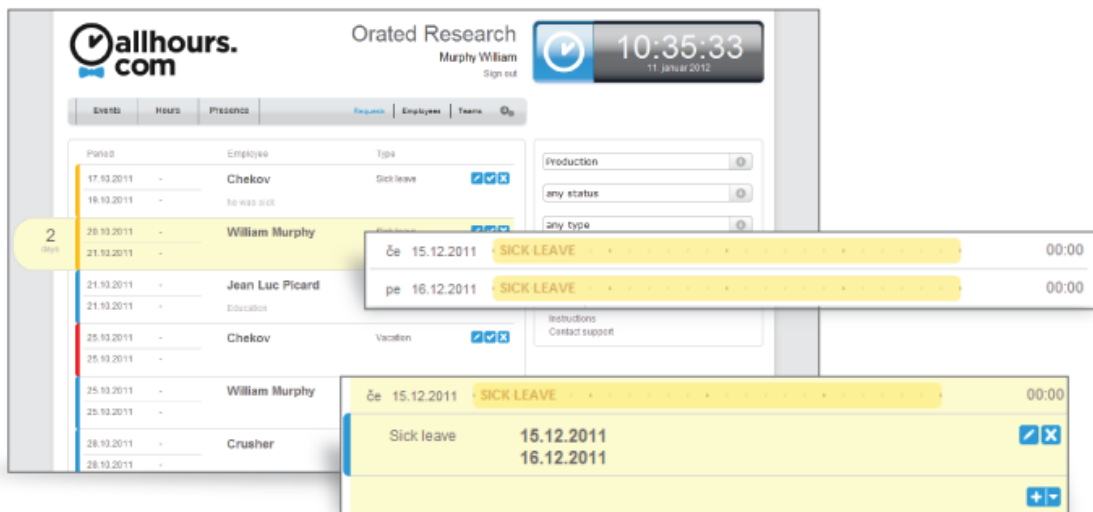 allhours.
com
Orated Research
Murphy William
Sign out
10:35:33
11. januar 2012
Events Hours Presence Requests Employees Teams
Period Employee Type
17.10.2011 - Chekov Sick leave
19.10.2011 - he was sick
2
days
20.10.2011 - William Murphy
21.10.2011 -
21.10.2011 - Jean Luc Picard
21.10.2011 - Education
25.10.2011 - Chekov Vacation
25.10.2011 -
25.10.2011 - William Murphy
25.10.2011 -
28.10.2011 - Crusher
28.10.2011 -
Production
any status
any type
Instructions
Contact support
če 15.12.2011 SICK LEAVE 00:00
pe 16.12.2011 SICK LEAVE 00:00
če 15.12.2011 SICK LEAVE 00:00
Sick leave 15.12.2011
16.12.2011